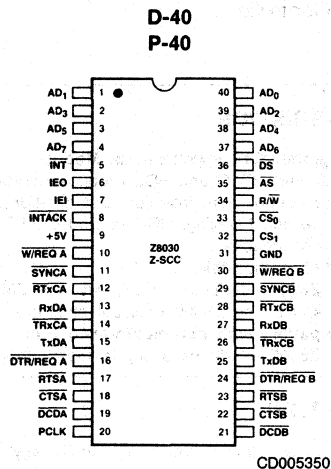 D-40
P-40
AD1 1 40 AD0
AD3 2 39 AD2
AD5 3 38 AD4
AD7 4 37 AD6
INT 5 36 DS
IEO 6 35 AS
IEI 7 34 R/W
INTACK 8 33 CS0
+5V 9 32 CS1
Z8030
Z-SCC
W/REQ A 10 31 GND
SYNCA 11 30 W/REQ B
RTxCA 12 29 SYNCB
RxDA 13 28 RTxCB
TRxCA 14 27 RxDB
TxDA 15 26 TRxCB
DTR/REQ A 16 25 TxDB
RTSA 17 24 DTR/REQ B
CTSA 18 23 RTSB
DCDA 19 22 CTSB
PCLK 20 21 DCDB
CD005350